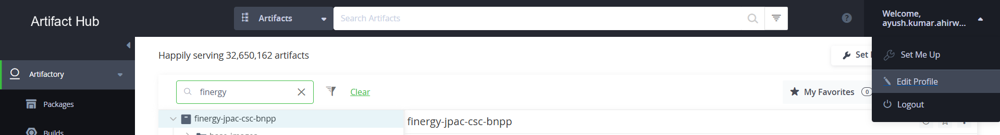 Artifact Hub
Artifacts
Search Artifacts
?
Welcome,
ayush.kumar.ahirw...
Happily serving 32,650,162 artifacts
Set
Set Me Up
Artifactory
Edit Profile
finergy
Clear
My Favorites 0
Packages
Logout
finergy-jpac-csc-bnpp
finergy-jpac-csc-bnpp
Builds